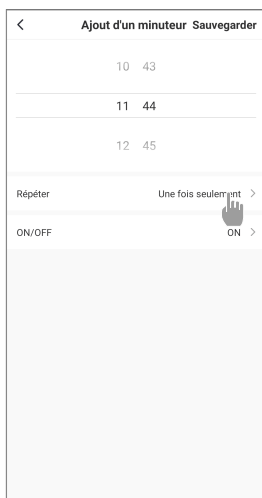 Ajout d'un minuteur Sauvegarder
10 43
11 44
12 45
Répéter Une fois seulement
ON/OFF ON